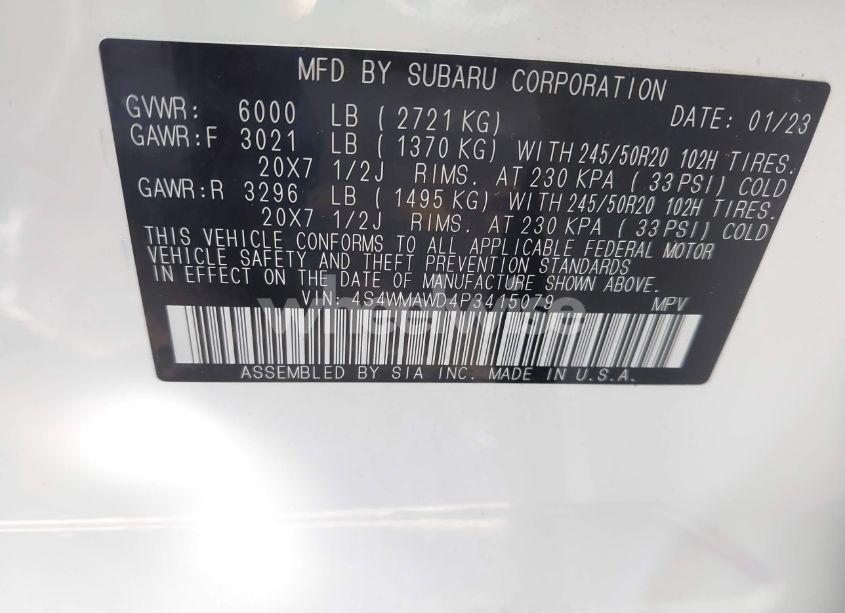 MFD BY SUBARU CORPORATION
GVWR: 6000 LB ( 2721 KG) DATE: 01/23
GAWR:F 3021 LB ( 1370 KG) WITH 245/50R20 102H TIRES.
20X7 1/2J RIMS. AT 230 KPA ( 33 PSI) COLD
GAWR:R 3296 LB ( 1495 KG) WITH 245/50R20 102H TIRES.
20X7 1/2J RIMS. AT 230 KPA ( 33 PSI) COLD
THIS VEHICLE CONFORMS TO ALL APPLICABLE FEDERAL MOTOR
VEHICLE SAFETY AND THEFT PREVENTION STANDARDS
IN EFFECT ON THE DATE OF MANUFACTURE SHOWN ABOVE.
VIN: 4S4WMAWD4P3415079 MPV
ASSEMBLED BY SIA INC. MADE IN U.S.A.